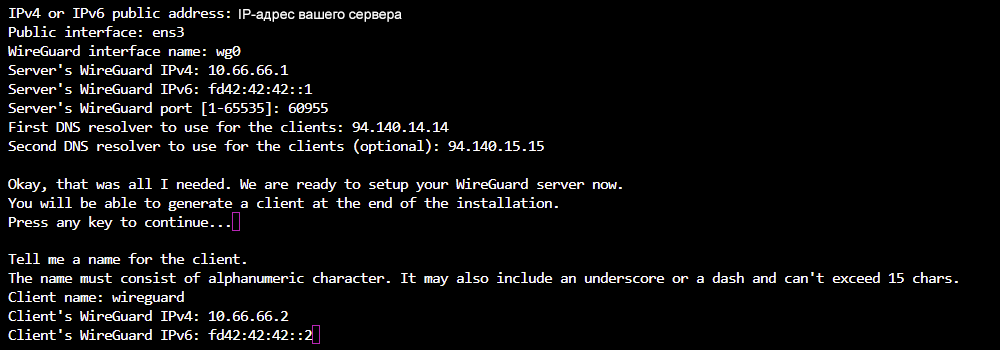 IPv4 or IPv6 public address: IP-адрес вашего сервера
Public interface: ens3
WireGuard interface name: wg0
Server's WireGuard IPv4: 10.66.66.1
Server's WireGuard IPv6: fd42:42:42::1
Server's WireGuard port [1-65535]: 60955
First DNS resolver to use for the clients: 94.140.14.14
Second DNS resolver to use for the clients (optional): 94.140.15.15
Okay, that was all I needed. We are ready to setup your WireGuard server now.
You will be able to generate a client at the end of the installation.
Press any key to continue...
Tell me a name for the client.
The name must consist of alphanumeric character. It may also include an underscore or a dash and can't exceed 15 chars.
Client name: wireguard
Client's WireGuard IPv4: 10.66.66.2
Client's WireGuard IPv6: fd42:42:42::2